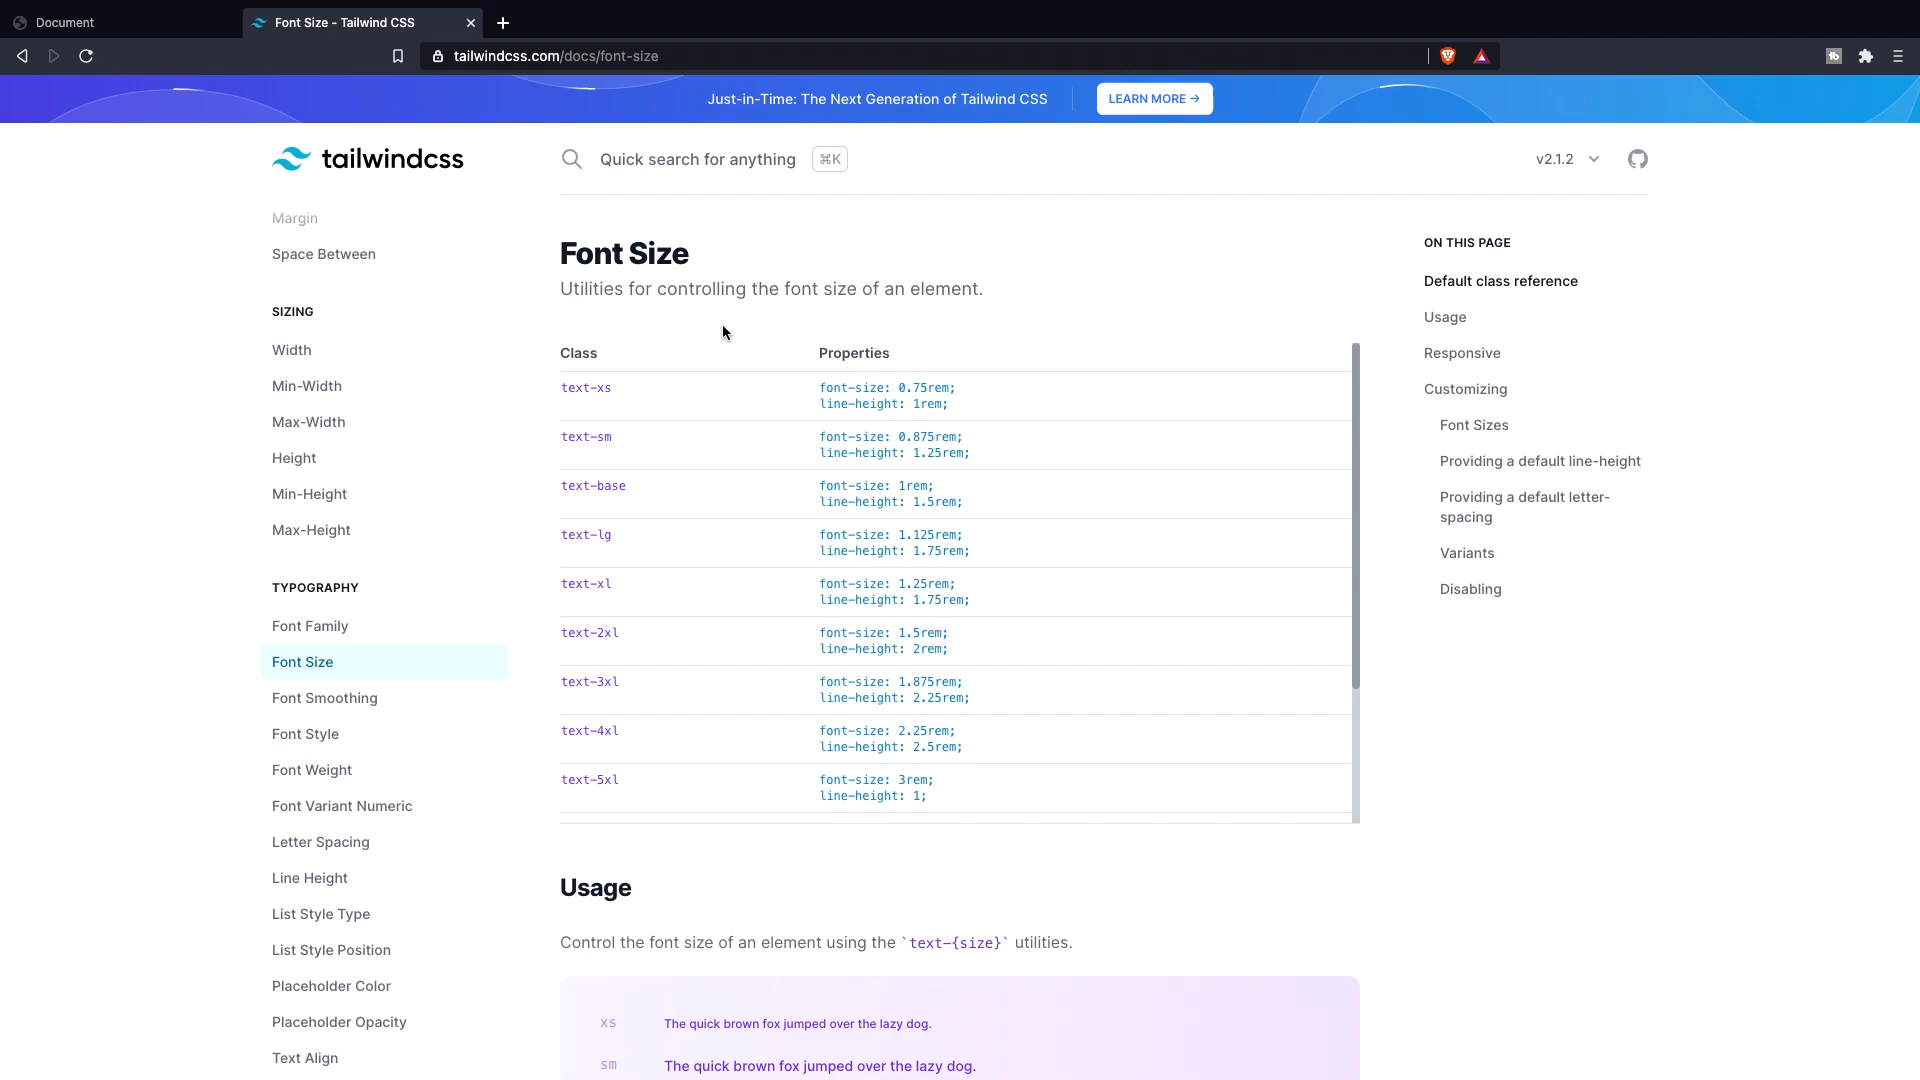 Document
Font Size - Tailwind CSS
tailwindcss.com/docs/font-size
Just-in-Time: The Next Generation of Tailwind CSS
LEARN MORE →
tailwindcss
Quick search for anything
⌘K
v2.1.2
Margin
Space Between
SIZING
Width
Min-Width
Max-Width
Height
Min-Height
Max-Height
TYPOGRAPHY
Font Family
Font Size
Font Smoothing
Font Style
Font Weight
Font Variant Numeric
Letter Spacing
Line Height
List Style Type
List Style Position
Placeholder Color
Placeholder Opacity
Text Align
Font Size
Utilities for controlling the font size of an element.
Class Properties
text-xs font-size: 0.75rem;
line-height: 1rem;
text-sm font-size: 0.875rem;
line-height: 1.25rem;
text-base font-size: 1rem;
line-height: 1.5rem;
text-lg font-size: 1.125rem;
line-height: 1.75rem;
text-xl font-size: 1.25rem;
line-height: 1.75rem;
text-2xl font-size: 1.5rem;
line-height: 2rem;
text-3xl font-size: 1.875rem;
line-height: 2.25rem;
text-4xl font-size: 2.25rem;
line-height: 2.5rem;
text-5xl font-size: 3rem;
line-height: 1;
Usage
Control the font size of an element using the `text-{size}` utilities.
xs The quick brown fox jumped over the lazy dog.
sm The quick brown fox jumped over the lazy dog.
ON THIS PAGE
Default class reference
Usage
Responsive
Customizing
Font Sizes
Providing a default line-height
Providing a default letter-
spacing
Variants
Disabling